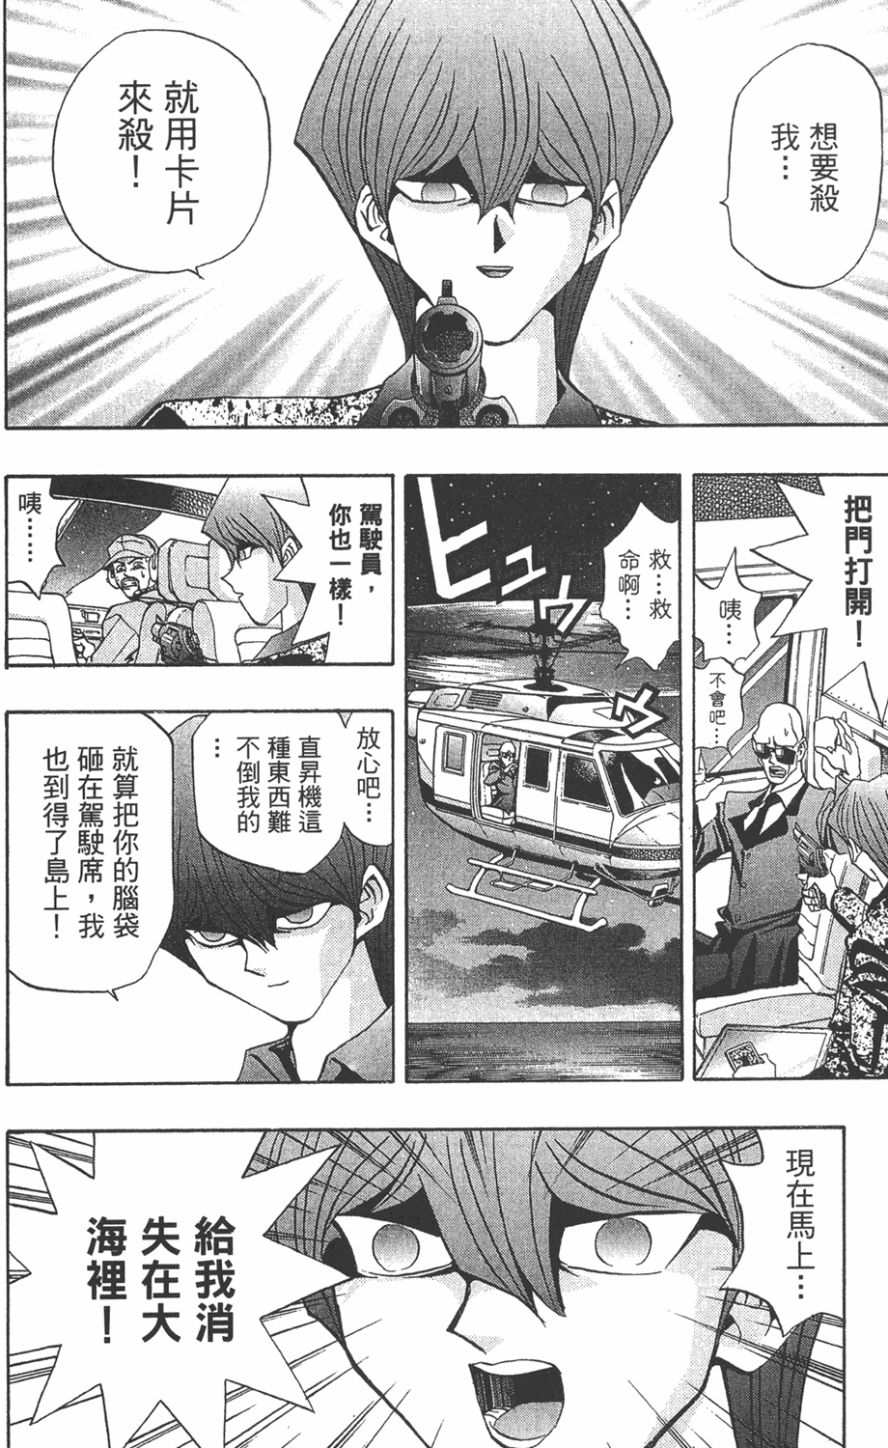 想要殺
我…
就用卡片
來殺！
把門打開！
咦…
不會吧…
救…救
命啊…
ヒュウウ
駕駛員，
你也一樣！
咦……
放心吧…
直昇機這
種東西難
不倒我的
…
就算把你的腦袋
砸在駕駛席，我
也到得了島上！
現在馬上…
給我消
失在大
海裡！